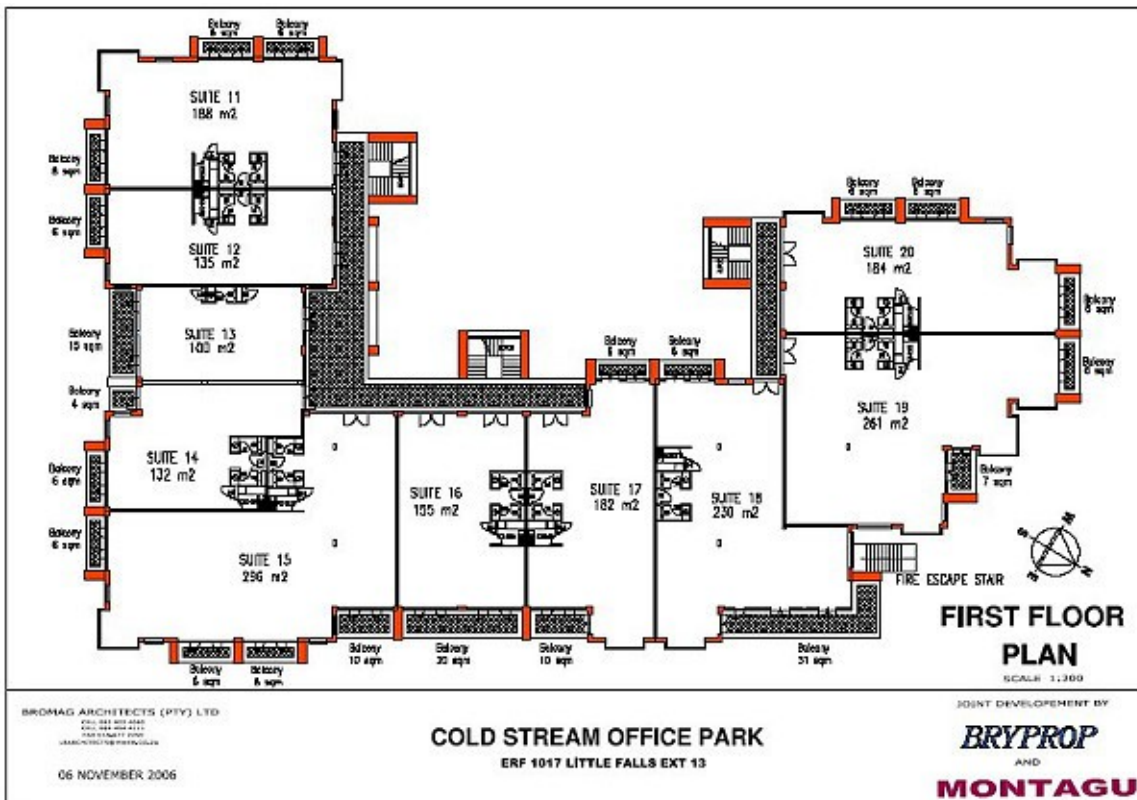 Balcony
6 sqm
Balcony
6 sqm
SUITE 11
188 m2
Balcony
6 sqm
Balcony
6 sqm
SUITE 12
135 m2
Balcony
15 sqm
SUITE 13
100 m2
Balcony
4 sqm
SUITE 14
132 m2
Balcony
6 sqm
Balcony
6 sqm
SUITE 15
296 m2
Balcony
6 sqm
Balcony
6 sqm
Balcony
10 sqm
SUITE 16
155 m2
Balcony
20 sqm
Balcony
6 sqm
Balcony
6 sqm
SUITE 17
182 m2
Balcony
10 sqm
SUITE 18
230 m2
Balcony
31 sqm
Balcony
6 sqm
Balcony
6 sqm
SUITE 20
184 m2
Balcony
6 sqm
Balcony
6 sqm
SUITE 19
261 m2
Balcony
7 sqm
FIRE ESCAPE STAIR
S
E
N
FIRST FLOOR
PLAN
SCALE 1:200
BROMAG ARCHITECTS (PTY) LTD
06 NOVEMBER 2006
COLD STREAM OFFICE PARK
ERF 1017 LITTLE FALLS EXT 13
JOINT DEVELOPEMENT BY
BRYPROP
AND
MONTAGU